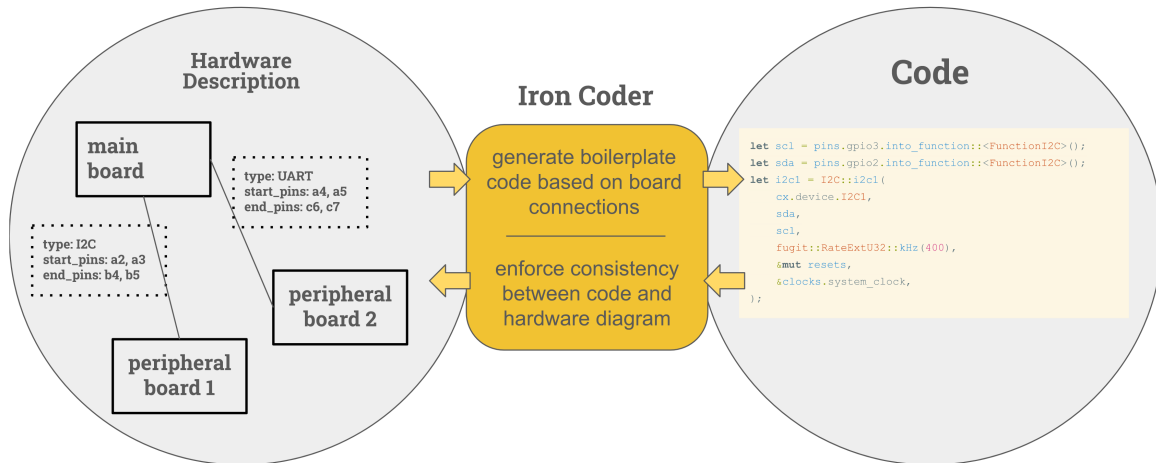 Hardware
Description
main
board
type: UART
start_pins: a4, a5
end_pins: c6, c7
type: I2C
start_pins: a2, a3
end_pins: b4, b5
peripheral
board 2
peripheral
board 1
Iron Coder
generate boilerplate
code based on board
connections
enforce consistency
between code and
hardware diagram
Code
let scl = pins.gpio3.into_function::<FunctionI2C>();
let sda = pins.gpio2.into_function::<FunctionI2C>();
let i2c1 = I2C::i2c1(
    cx.device.I2C1,
    sda,
    scl,
    fugit::RateExtU32::kHz(400),
    &mut resets,
    &clocks.system_clock,
);